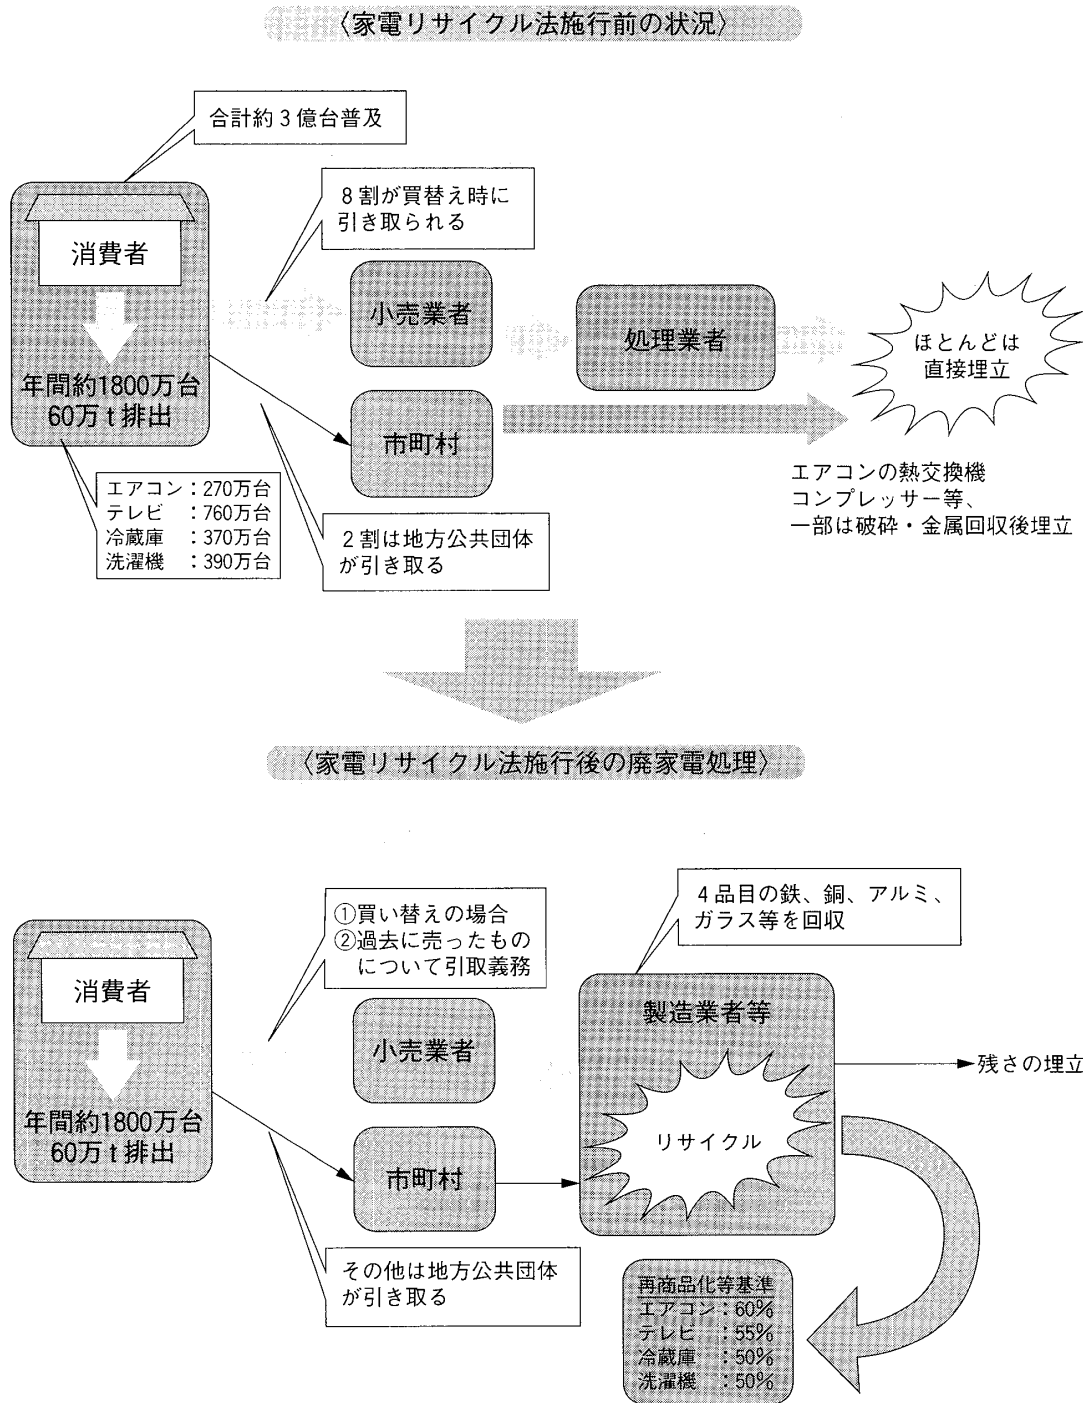 〈家電リサイクル法施行前の状況〉
合計約3億台普及
8割が買替え時に
引き取られる
消費者
年間約1800万台
60万t排出
小売業者
処理業者
ほとんどは
直接埋立
市町村
エアコンの熱交換機
コンプレッサー等、
一部は破砕・金属回収後埋立
エアコン：270万台
テレビ：760万台
冷蔵庫：370万台
洗濯機：390万台
2割は地方公共団体
が引き取る
〈家電リサイクル法施行後の廃家電処理〉
①買い替えの場合
②過去に売ったもの
について引取義務
4品目の鉄、銅、アルミ、
ガラス等を回収
消費者
年間約1800万台
60万t排出
小売業者
市町村
製造業者等
リサイクル
残さの埋立
その他は地方公共団体
が引き取る
再商品化等基準
エアコン：60%
テレビ：55%
冷蔵庫：50%
洗濯機：50%